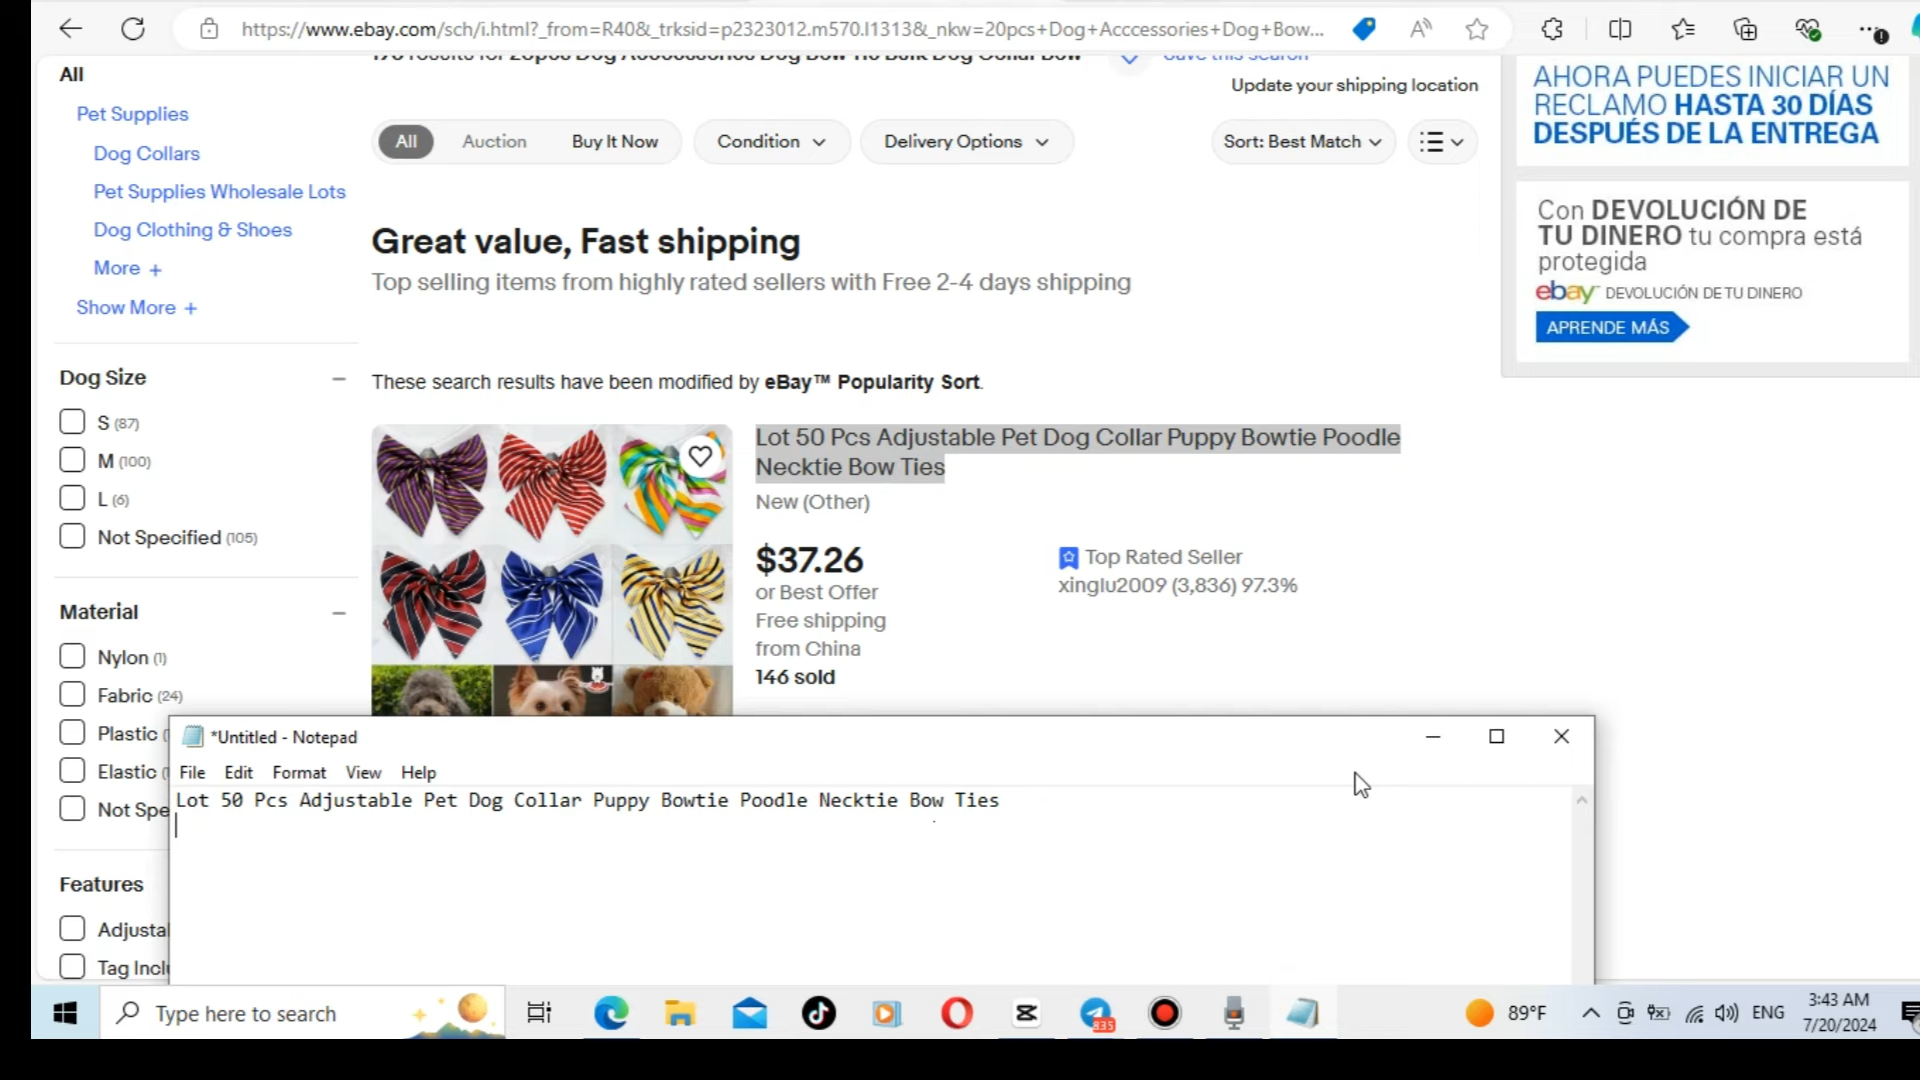 https://www.ebay.com/sch/i.html?_from=R40&_trksid=p2323012.m570.l1313&_nkw=20pcs+Dog+Acccessories+Dog+Bow...
All
Pet Supplies
Dog Collars
Pet Supplies Wholesale Lots
Dog Clothing & Shoes
More +
Show More +
Dog Size
S (87)
M (100)
L (6)
Not Specified (105)
Material
Nylon (1)
Fabric (24)
Plastic
Elastic
Not Spe
Features
Adjusta
Tag Incl
Save this search
Update your shipping location
All
Auction
Buy It Now
Condition
Delivery Options
Sort: Best Match
Great value, Fast shipping
Top selling items from highly rated sellers with Free 2-4 days shipping
These search results have been modified by eBay™ Popularity Sort.
Lot 50 Pcs Adjustable Pet Dog Collar Puppy Bowtie Poodle
Necktie Bow Ties
New (Other)
$37.26
or Best Offer
Free shipping
from China
146 sold
Top Rated Seller
xinglu2009 (3,836) 97.3%
AHORA PUEDES INICIAR UN
RECLAMO HASTA 30 DÍAS
DESPUÉS DE LA ENTREGA
Con DEVOLUCIÓN DE
TU DINERO tu compra está
protegida
ebay™ DEVOLUCIÓN DE TU DINERO
APRENDE MÁS
*Untitled - Notepad
File Edit Format View Help
Lot 50 Pcs Adjustable Pet Dog Collar Puppy Bowtie Poodle Necktie Bow Ties
Type here to search
835
89°F
ENG
3:43 AM
7/20/2024